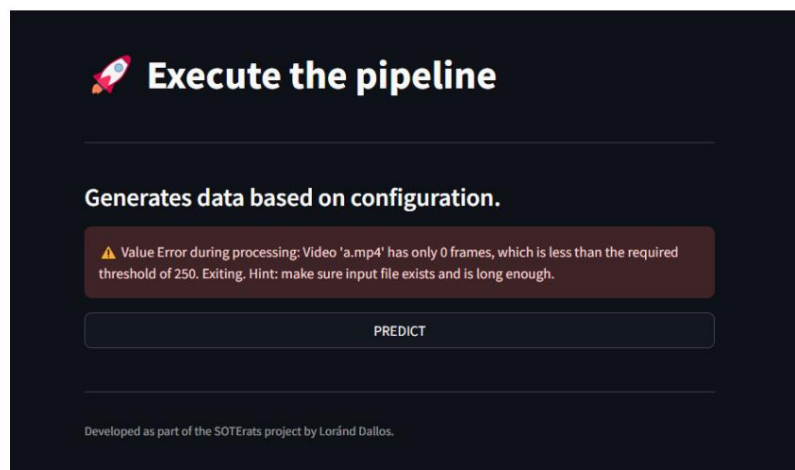 🚀 Execute the pipeline
Generates data based on configuration.
⚠ Value Error during processing: Video 'a.mp4' has only 0 frames, which is less than the required
threshold of 250. Exiting. Hint: make sure input file exists and is long enough.
PREDICT
Developed as part of the SOTErats project by Loránd Dallos.